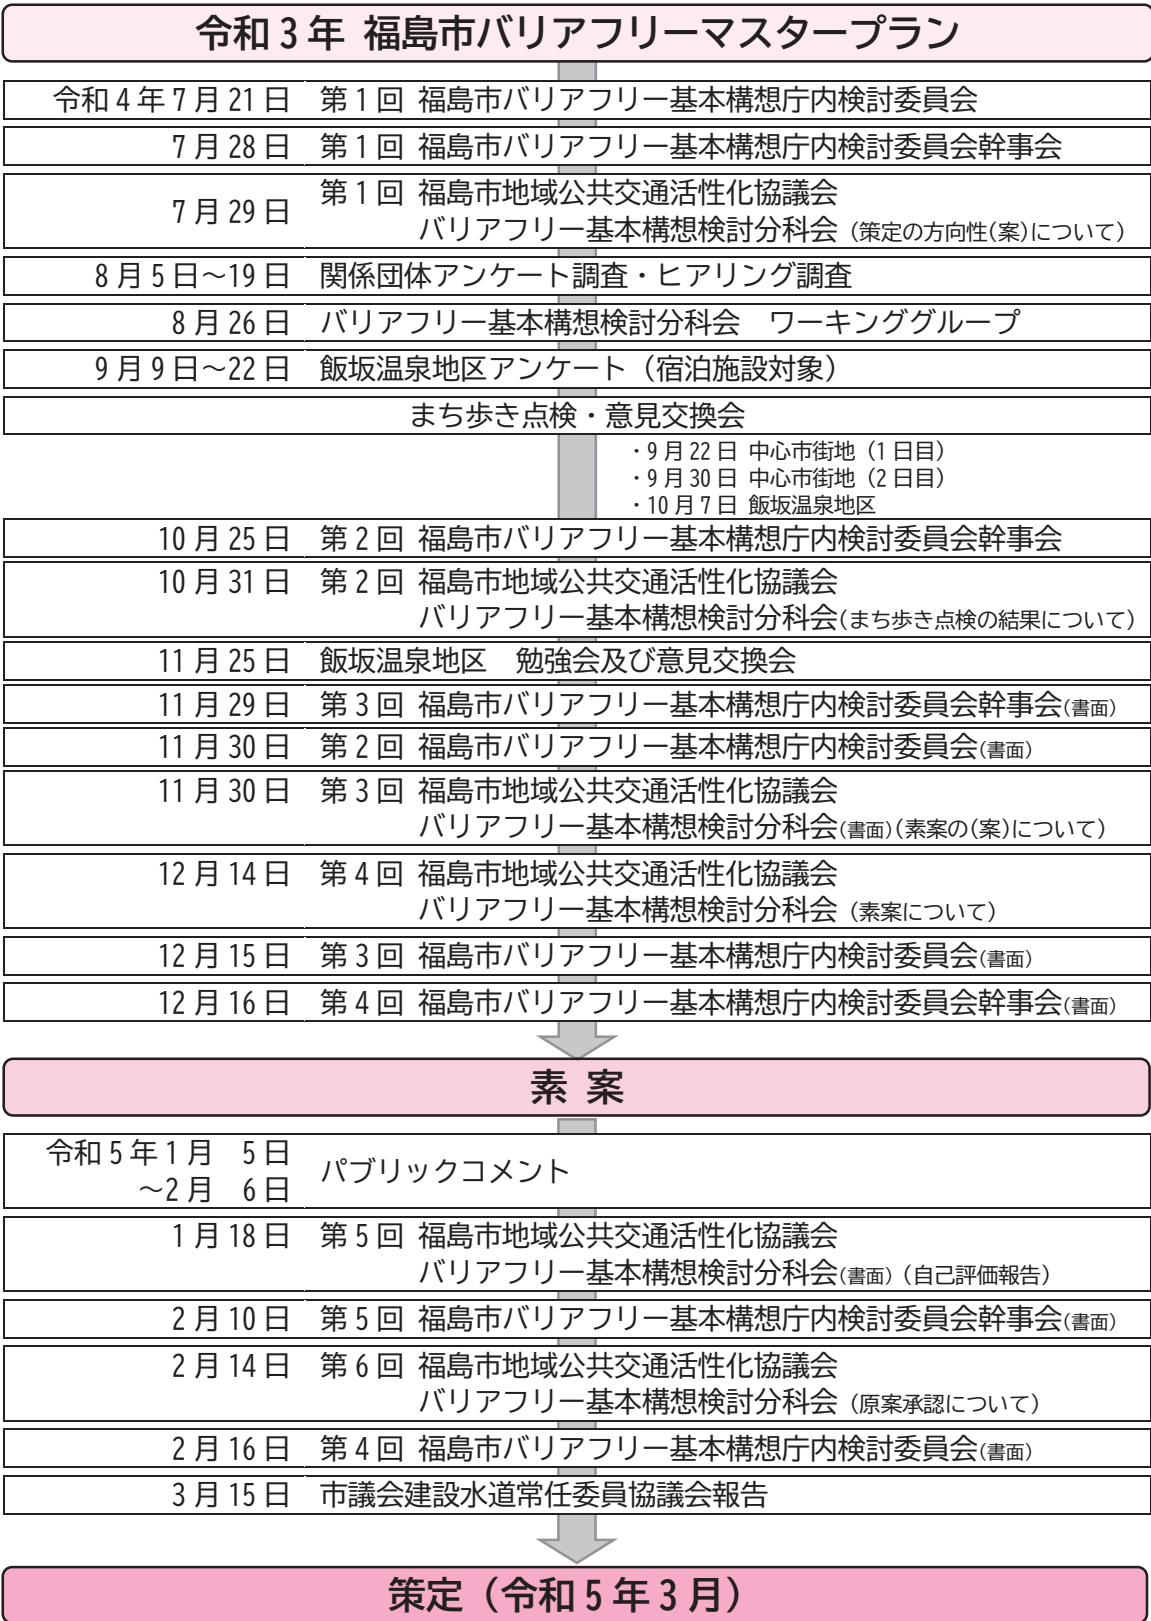 令和3年 福島市バリアフリーマスタープラン
令和4年7月21日 第1回 福島市バリアフリー基本構想庁内検討委員会
7月28日 第1回 福島市バリアフリー基本構想庁内検討委員会幹事会
7月29日 第1回 福島市地域公共交通活性化協議会
バリアフリー基本構想検討分科会（策定の方向性(案)について）
8月5日～19日 関係団体アンケート調査・ヒアリング調査
8月26日 バリアフリー基本構想検討分科会　ワーキンググループ
9月9日～22日 飯坂温泉地区アンケート（宿泊施設対象）
まち歩き点検・意見交換会
・9月22日 中心市街地（1日目）
・9月30日 中心市街地（2日目）
・10月7日 飯坂温泉地区
10月25日 第2回 福島市バリアフリー基本構想庁内検討委員会幹事会
10月31日 第2回 福島市地域公共交通活性化協議会
バリアフリー基本構想検討分科会(まち歩き点検の結果について)
11月25日 飯坂温泉地区　勉強会及び意見交換会
11月29日 第3回 福島市バリアフリー基本構想庁内検討委員会幹事会(書面)
11月30日 第2回 福島市バリアフリー基本構想庁内検討委員会(書面)
11月30日 第3回 福島市地域公共交通活性化協議会
バリアフリー基本構想検討分科会(書面)(素案の(案)について)
12月14日 第4回 福島市地域公共交通活性化協議会
バリアフリー基本構想検討分科会（素案について）
12月15日 第3回 福島市バリアフリー基本構想庁内検討委員会(書面)
12月16日 第4回 福島市バリアフリー基本構想庁内検討委員会幹事会(書面)
素 案
令和5年1月　5日
～2月　6日 パブリックコメント
1月18日 第5回 福島市地域公共交通活性化協議会
バリアフリー基本構想検討分科会(書面)（自己評価報告）
2月10日 第5回 福島市バリアフリー基本構想庁内検討委員会幹事会(書面)
2月14日 第6回 福島市地域公共交通活性化協議会
バリアフリー基本構想検討分科会（原案承認について）
2月16日 第4回 福島市バリアフリー基本構想庁内検討委員会(書面)
3月15日 市議会建設水道常任委員協議会報告
策定（令和5年3月）